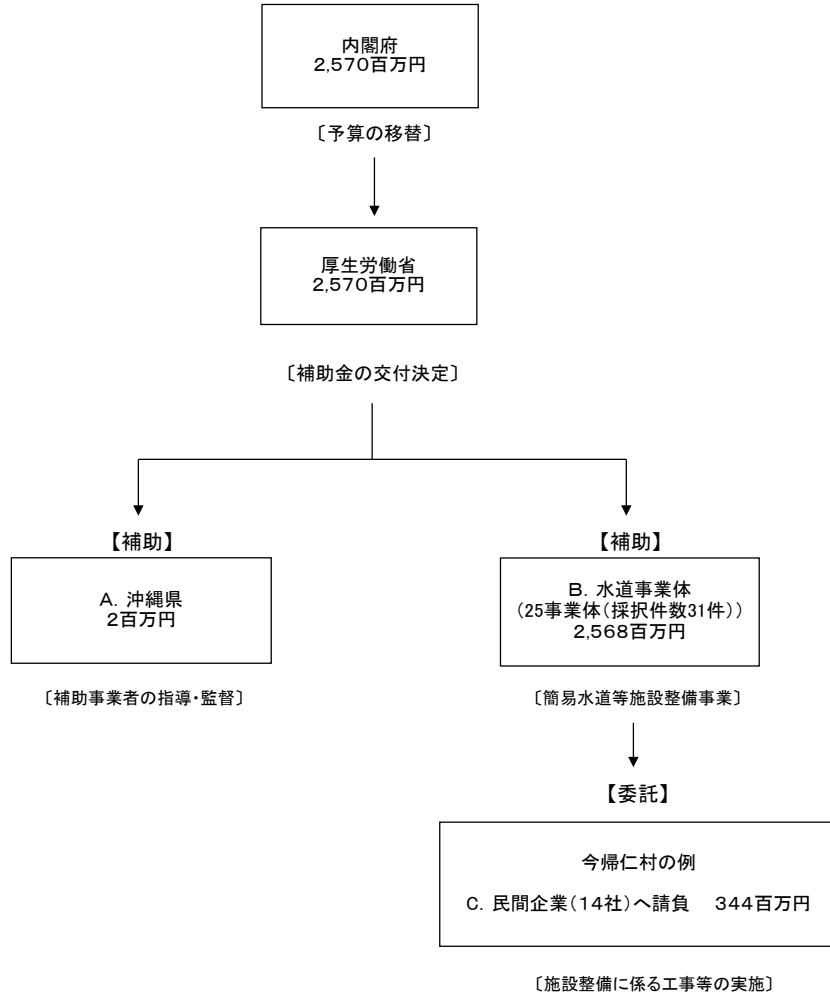 内閣府
2,570百万円
〔予算の移替〕
厚生労働省
2,570百万円
〔補助金の交付決定〕
【補助】
A. 沖縄県
2百万円
〔補助事業者の指導・監督〕
【補助】
B. 水道事業体
(25事業体(採択件数31件))
2,568百万円
〔簡易水道等施設整備事業〕
【委託】
今帰仁村の例
C. 民間企業(14社)へ請負　344百万円
〔施設整備に係る工事等の実施〕